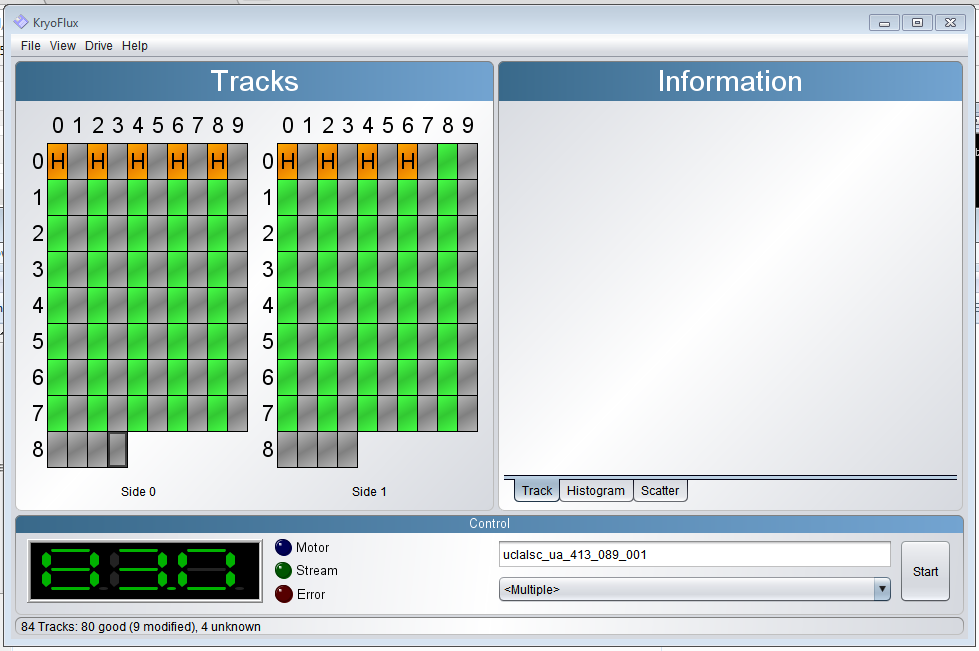 KryoFlux
File View Drive Help
Tracks
Information
0 1 2 3 4 5 6 7 8 9
0 1 2 3 4 5 6 7 8 9
0 H H H H H
0 H H H H
1
1
2
2
3
3
4
4
5
5
6
6
7
7
8
8
Side 0
Side 1
Track Histogram Scatter
Control
83.0
Motor
Stream
Error
uclalsc_ua_413_089_001
<Multiple>
Start
84 Tracks: 80 good (9 modified), 4 unknown